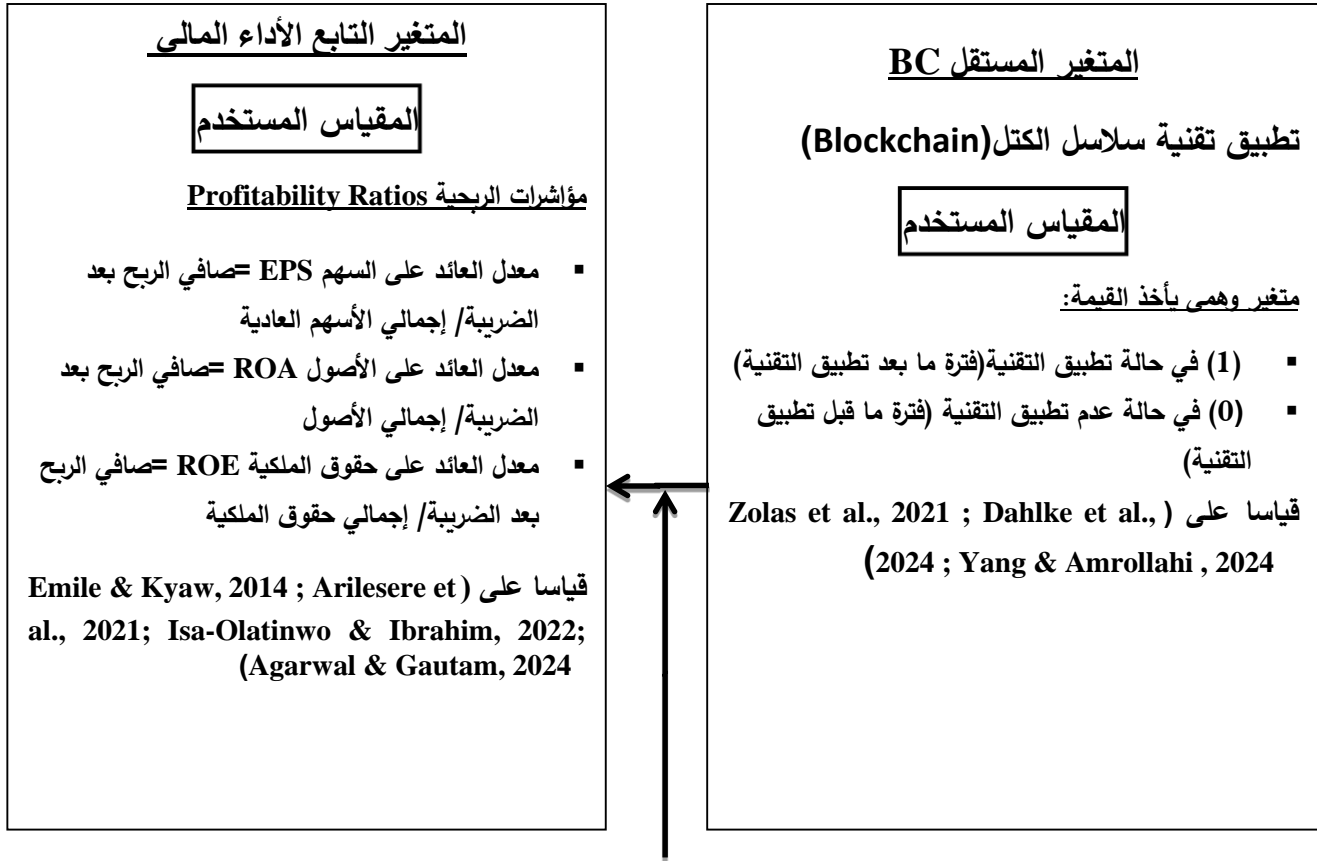 المتغير المستقل BC
تطبيق تقنية سلاسل الكتل(Blockchain)
المقياس المستخدم
متغير وهمى يأخذ القيمة:
▪ (1) في حالة تطبيق التقنية(فترة ما بعد تطبيق التقنية)
▪ (0) في حالة عدم تطبيق التقنية (فترة ما قبل تطبيق
التقنية)
قياسا على (Zolas et al., 2021 ; Dahlke et al.,
2024 ; Yang & Amrollahi , 2024)
المتغير التابع الأداء المالى
المقياس المستخدم
مؤاشرات الربحية Profitability Ratios
▪ معدل العائد على السهم EPS =صافي الربح بعد
الضريبة/ إجمالي الأسهم العادية
▪ معدل العائد على الأصول ROA =صافي الربح بعد
الضريبة/ إجمالي الأصول
▪ معدل العائد على حقوق الملكية ROE =صافي الربح
بعد الضريبة/ إجمالي حقوق الملكية
قياسا على (Emile & Kyaw, 2014 ; Arilesere et
al., 2021; Isa-Olatinwo & Ibrahim, 2022;
Agarwal & Gautam, 2024)